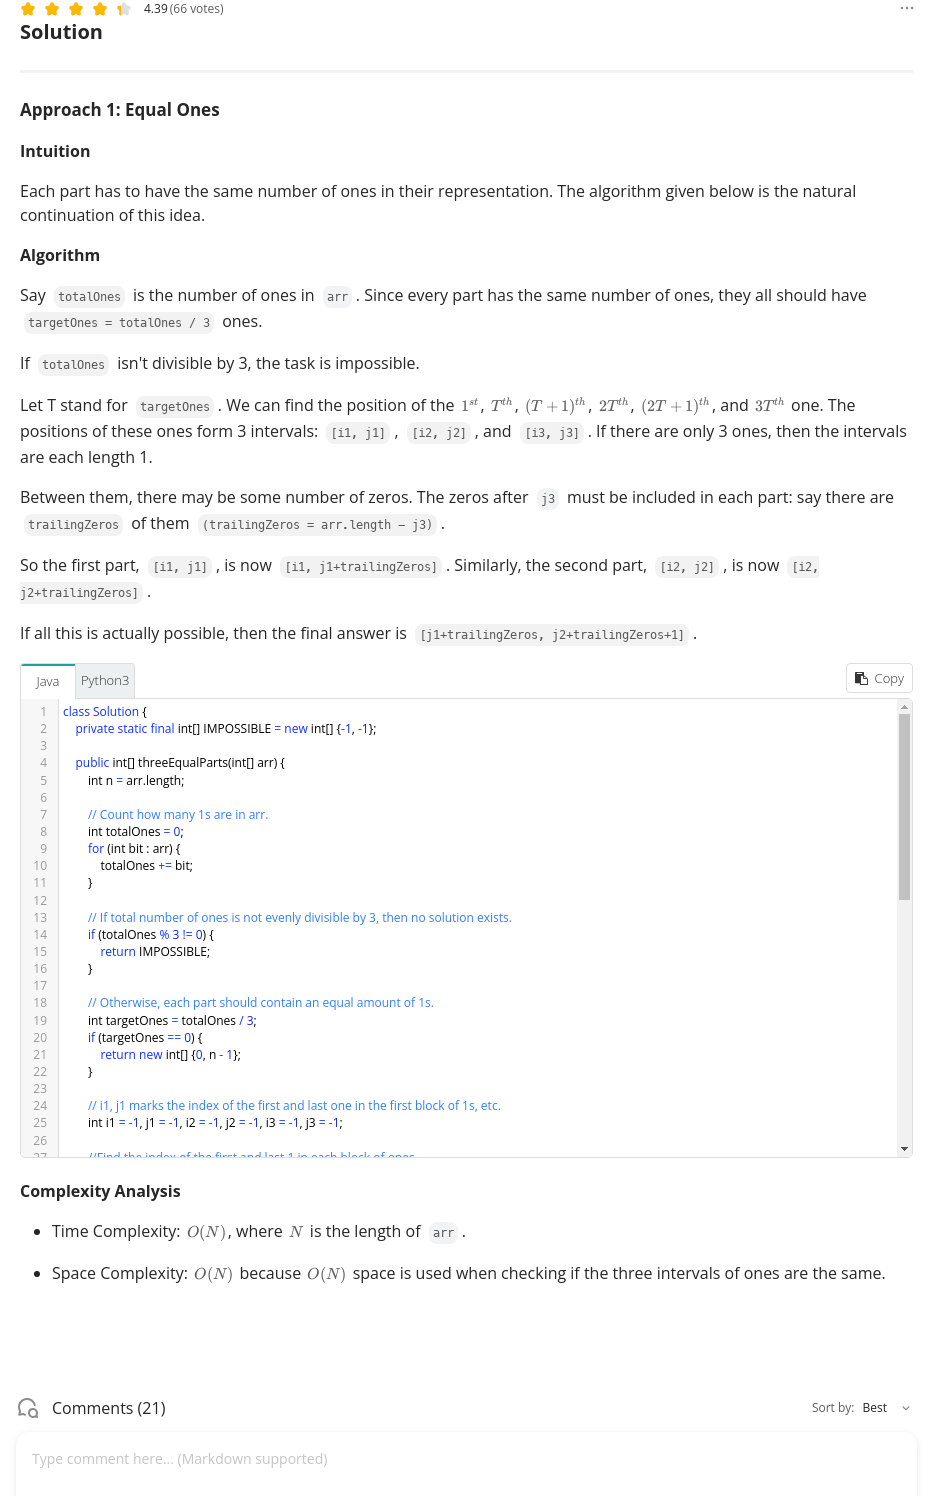 4.39 (66 votes)
Solution
Approach 1: Equal Ones
Intuition
Each part has to have the same number of ones in their representation. The algorithm given below is the natural
continuation of this idea.
Algorithm
Say totalOnes is the number of ones in arr . Since every part has the same number of ones, they all should have
targetOnes = totalOnes / 3 ones.
If totalOnes isn't divisible by 3, the task is impossible.
Let T stand for targetOnes . We can find the position of the 1^{st}, T^{th}, (T + 1)^{th}, 2T^{th}, (2T + 1)^{th}, and 3T^{th} one. The
positions of these ones form 3 intervals: [i1, j1] , [i2, j2] , and [i3, j3] . If there are only 3 ones, then the intervals
are each length 1.
Between them, there may be some number of zeros. The zeros after j3 must be included in each part: say there are
trailingZeros of them (trailingZeros = arr.length − j3) .
So the first part, [i1, j1] , is now [i1, j1+trailingZeros] . Similarly, the second part, [i2, j2] , is now [i2,
j2+trailingZeros] .
If all this is actually possible, then the final answer is [j1+trailingZeros, j2+trailingZeros+1] .
Java Python3 Copy
1 class Solution {
2 private static final int[] IMPOSSIBLE = new int[] {-1, -1};
3
4 public int[] threeEqualParts(int[] arr) {
5 int n = arr.length;
6
7 // Count how many 1s are in arr.
8 int totalOnes = 0;
9 for (int bit : arr) {
10 totalOnes += bit;
11 }
12
13 // If total number of ones is not evenly divisible by 3, then no solution exists.
14 if (totalOnes % 3 != 0) {
15 return IMPOSSIBLE;
16 }
17
18 // Otherwise, each part should contain an equal amount of 1s.
19 int targetOnes = totalOnes / 3;
20 if (targetOnes == 0) {
21 return new int[] {0, n - 1};
22 }
23
24 // i1, j1 marks the index of the first and last one in the first block of 1s, etc.
25 int i1 = -1, j1 = -1, i2 = -1, j2 = -1, i3 = -1, j3 = -1;
26
27 //Find the index of the first and last 1 in each block of ones
Complexity Analysis
• Time Complexity: O(N), where N is the length of arr .
• Space Complexity: O(N) because O(N) space is used when checking if the three intervals of ones are the same.
Comments (21) Sort by: Best
Type comment here... (Markdown supported)